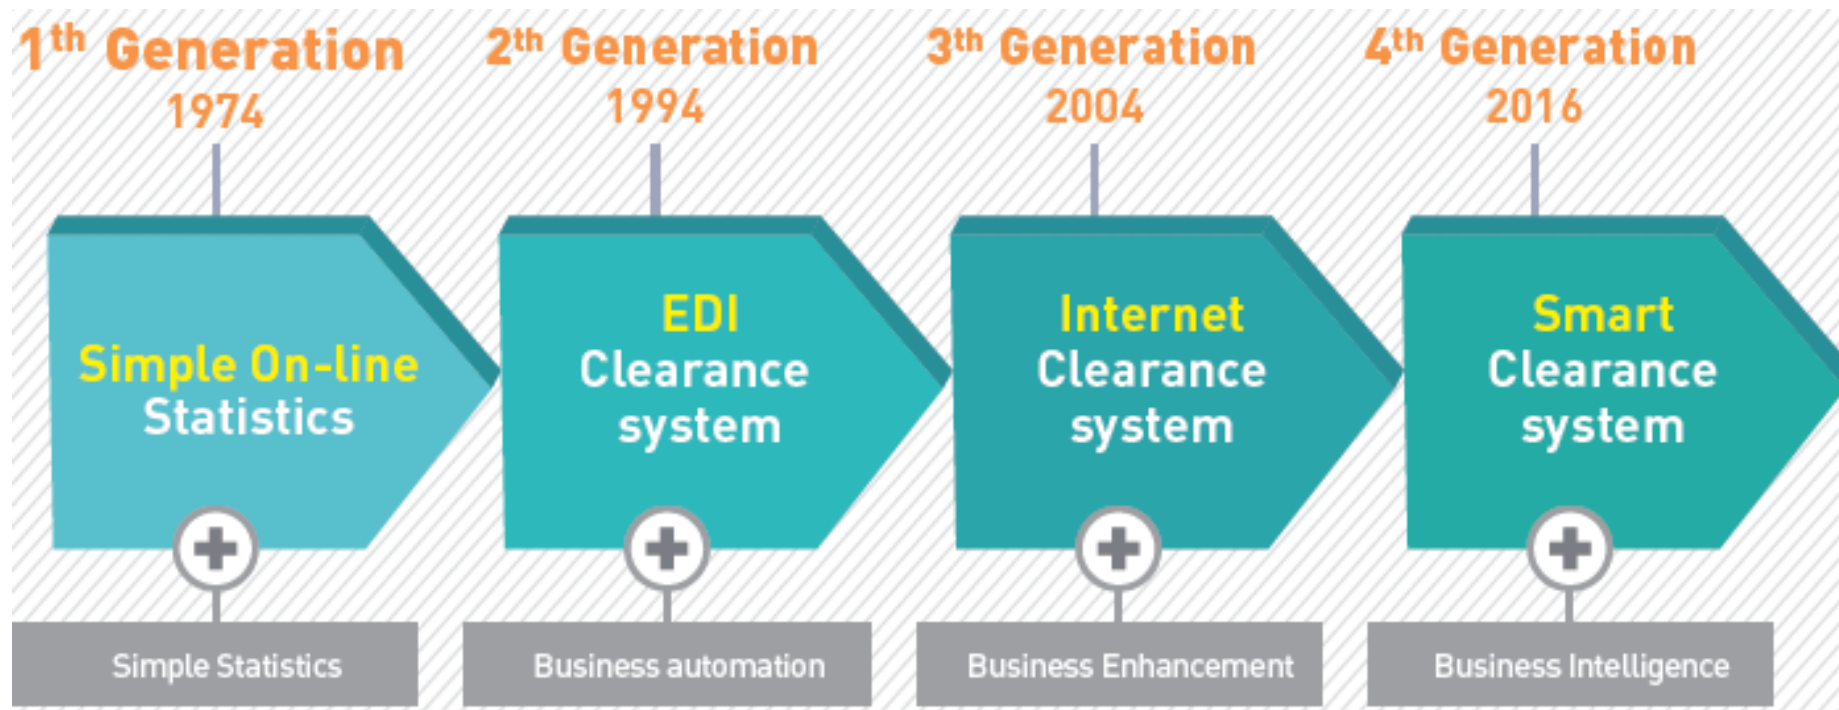 1th Generation
1974
2th Generation
1994
3th Generation
2004
4th Generation
2016
Simple On-line
Statistics
EDI
Clearance
system
Internet
Clearance
system
Smart
Clearance
system
Simple Statistics
Business automation
Business Enhancement
Business Intelligence